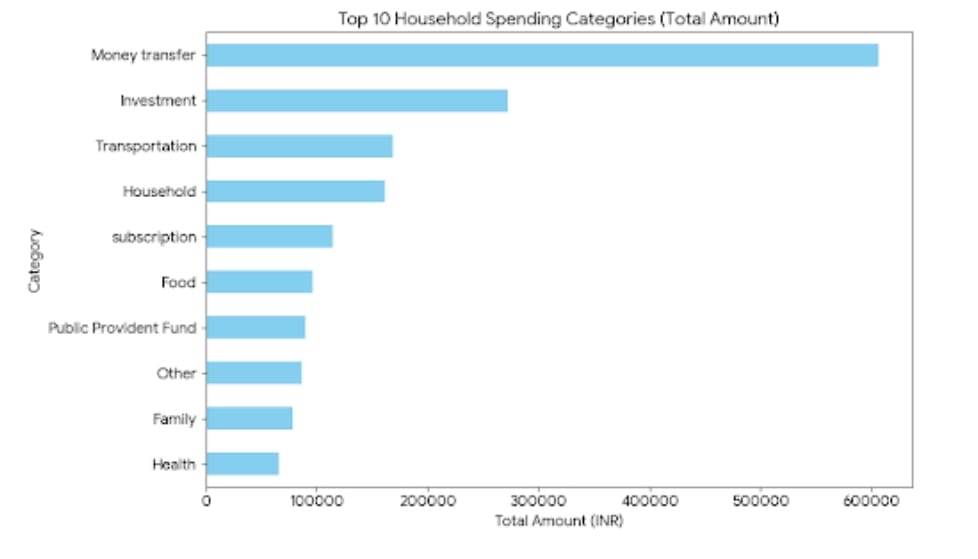 Top 10 Household Spending Categories (Total Amount)
Category
Money transfer
Investment
Transportation
Household
subscription
Food
Public Provident Fund
Other
Family
Health
0 100000 200000 300000 400000 500000 600000
Total Amount (INR)